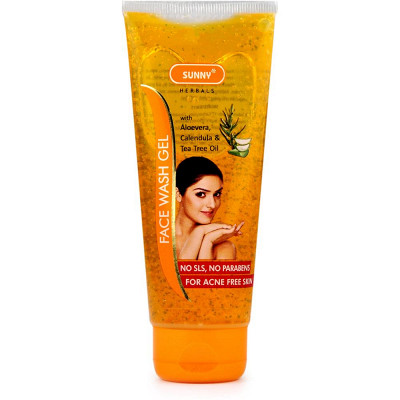 SUNNY®
HERBALS
with
Aloevera,
Calendula &
Tea Tree Oil
FACE WASH GEL
NO SLS, NO PARABENS
FOR ACNE FREE SKIN